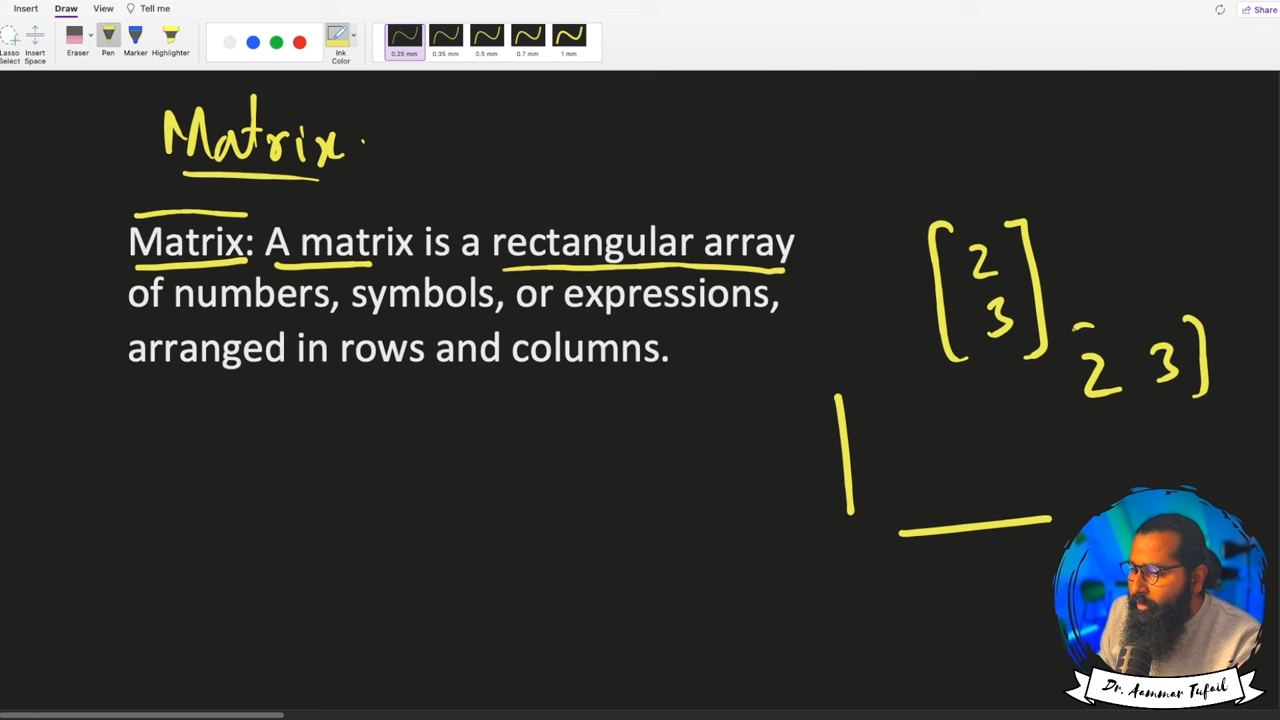 Insert Draw View Tell me
Share
Lasso Select
Insert Space
Eraser
Pen
Marker
Highlighter
Ink Color
0.25 mm
0.35 mm
0.5 mm
0.7 mm
1 mm
Matrix
Matrix: A matrix is a rectangular array
of numbers, symbols, or expressions,
arranged in rows and columns.
[2
3]
2 3]
Dr. Aammar Tufail